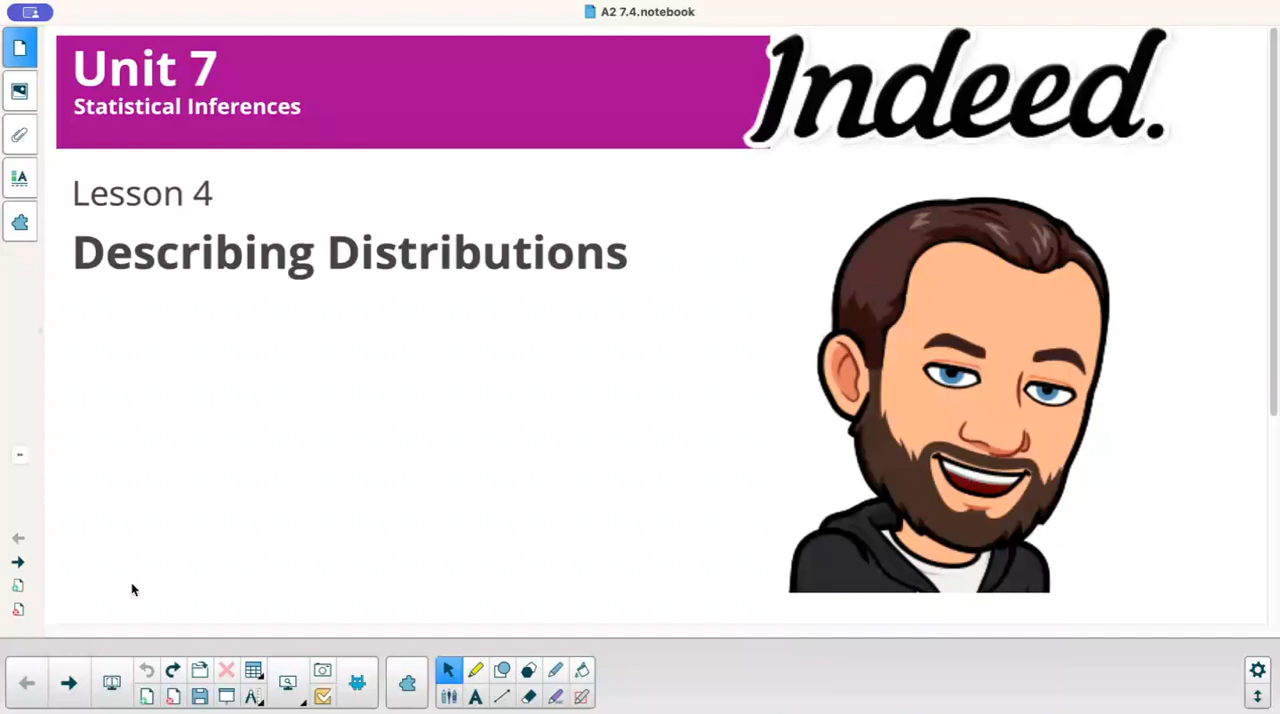 A2 7.4.notebook
Unit 7
Statistical Inferences
Indeed.
Lesson 4
Describing Distributions